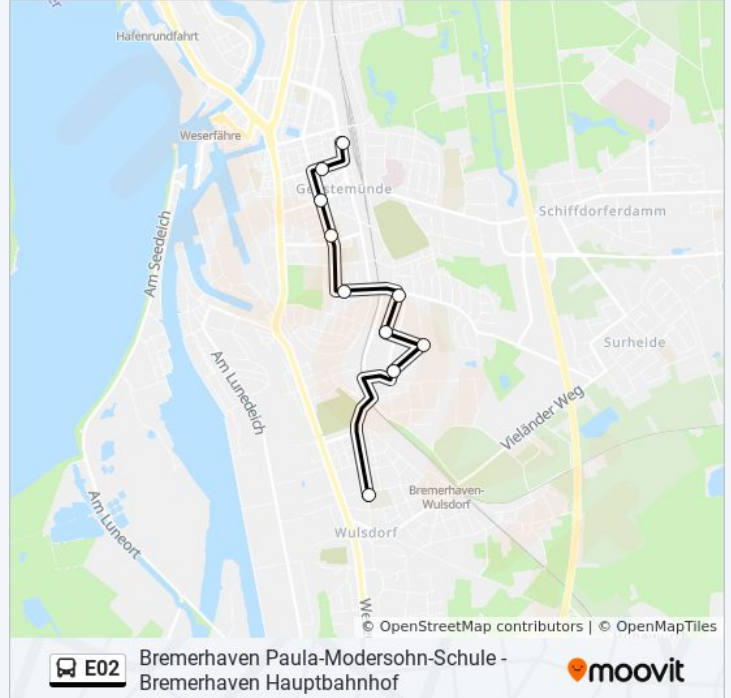 Hafenrundfahrt
Weserfähre
Geestemünde
Schiffdorferdamm
Am Seedeich
Surheide
Am Lunedeich
Vieländer Weg
Bremerhaven-
Wulsdorf
Am Luneort
Wulsdorf
We
© OpenStreetMap contributors | © OpenMapTiles
E02
Bremerhaven Paula-Modersohn-Schule -
Bremerhaven Hauptbahnhof
moovit